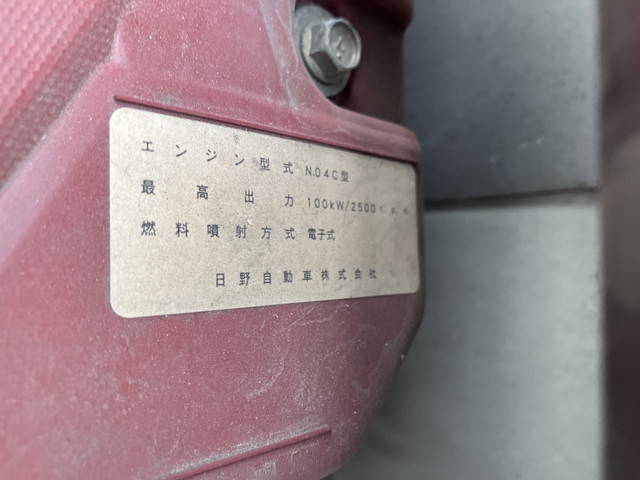 エンジン型式 N04C型
最高出力 100kW/2500r.p.m
燃料噴射方式 電子式
日野自動車株式会社